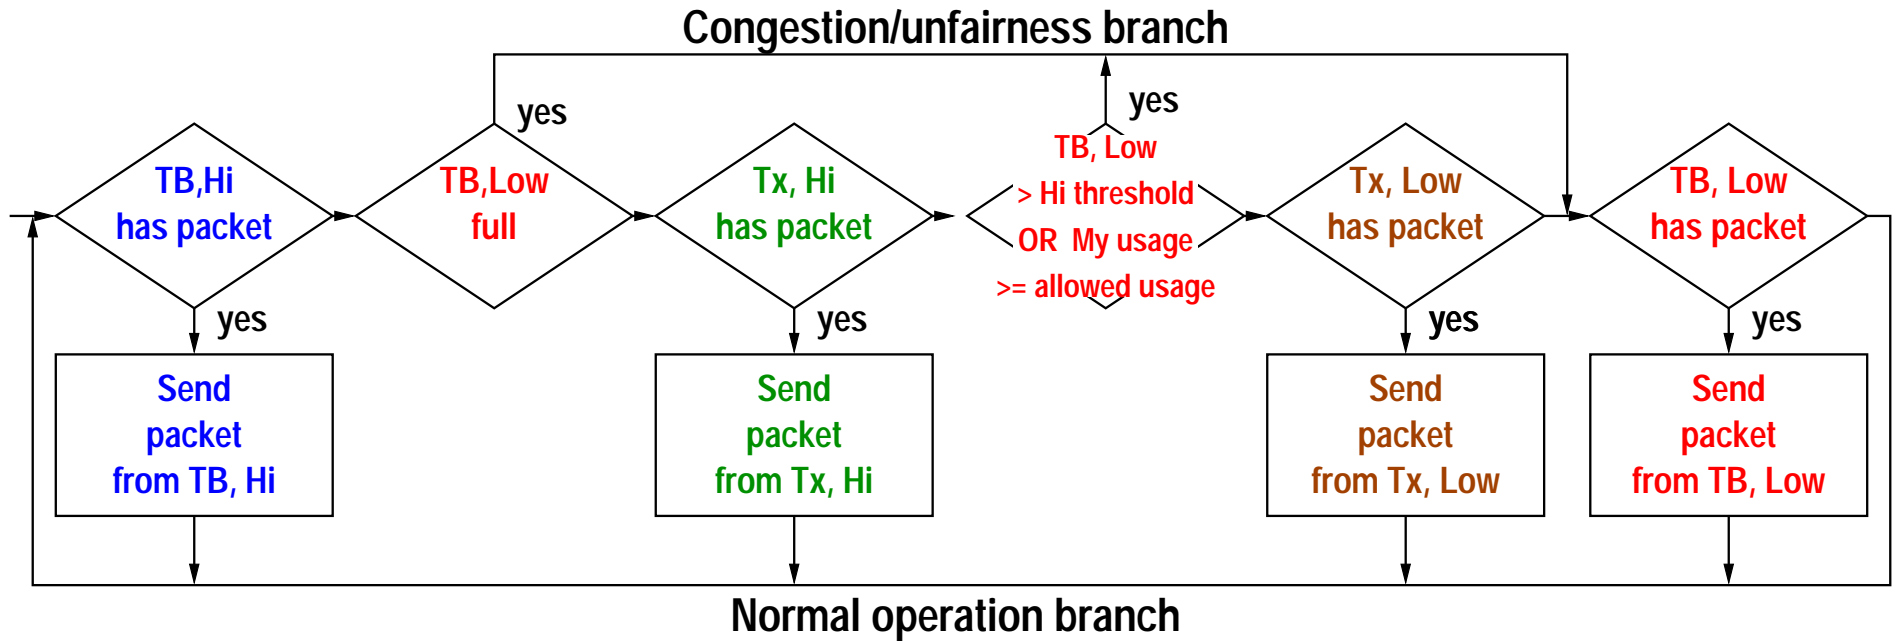 Congestion/unfairness branch
yes
yes
TB,Hi
has packet
TB,Low
full
Tx, Hi
has packet
TB, Low
> Hi threshold
OR My usage
>= allowed usage
Tx, Low
has packet
TB, Low
has packet
yes
yes
yes
yes
Send
packet
from TB, Hi
Send
packet
from Tx, Hi
Send
packet
from Tx, Low
Send
packet
from TB, Low
Normal operation branch